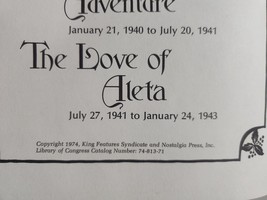 Adventure
January 21, 1940 to July 20, 1941
The Love of
Aleta
July 27, 1941 to January 24, 1943
Copyright 1974, King Features Syndicate and Nostalgia Press, Inc.
Library of Congress Catalog Number: 74-813-71